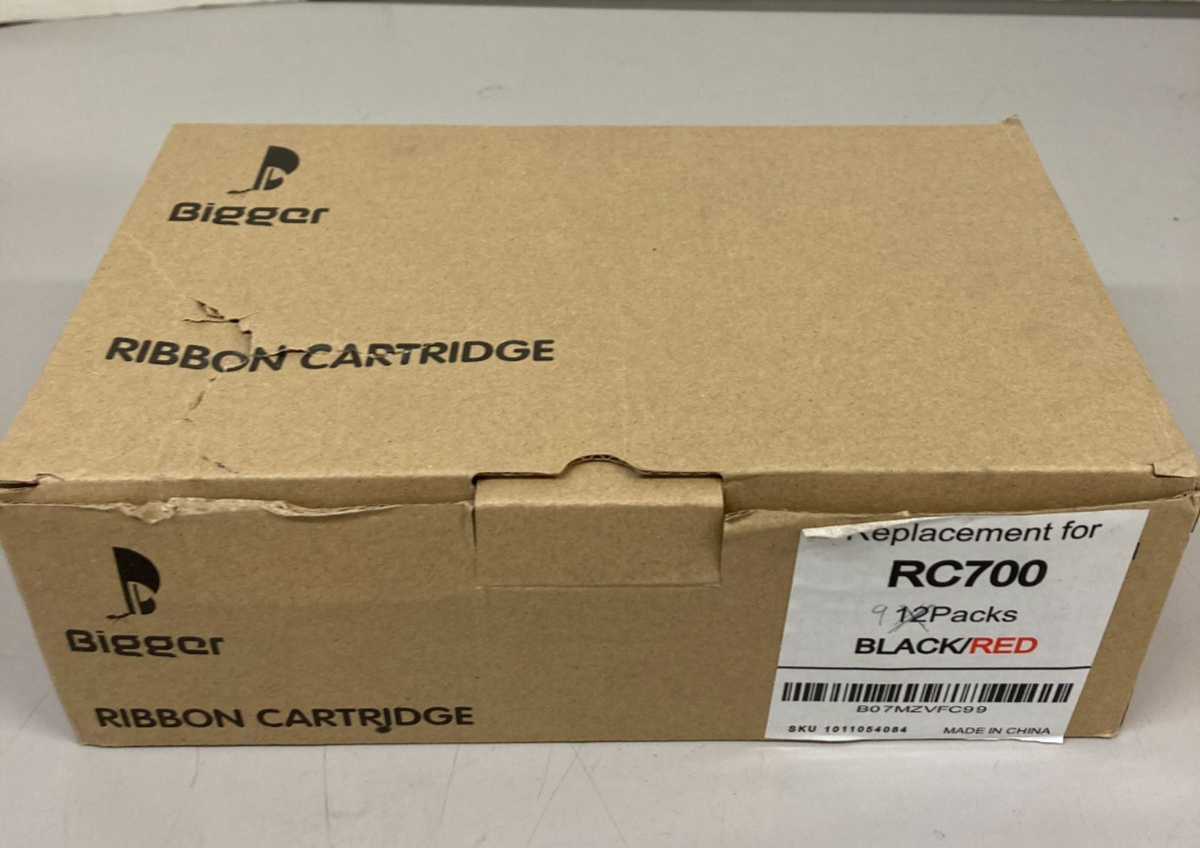 Bigger
RIBBON CARTRIDGE
Bigger
RIBBON CARTRIDGE
Replacement for
RC700
9 12Packs
BLACK/RED
B07MZVFC99
SKU 1011054084 MADE IN CHINA